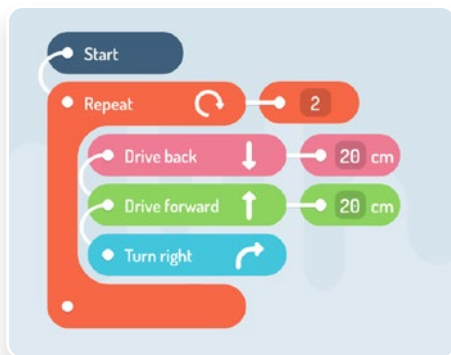 Start
Repeat 2
Drive back 20 cm
Drive forward 20 cm
Turn right